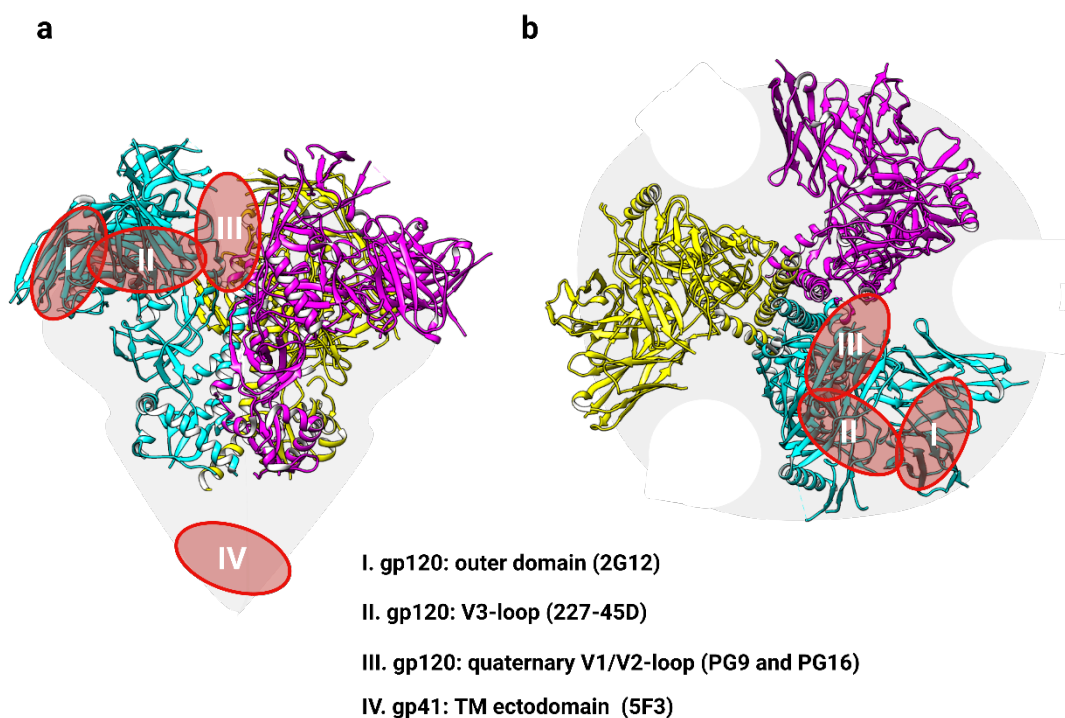 a
b
I
II
III
IV
III
II
I
I. gp120: outer domain (2G12)
II. gp120: V3-loop (227-45D)
III. gp120: quaternary V1/V2-loop (PG9 and PG16)
IV. gp41: TM ectodomain (5F3)